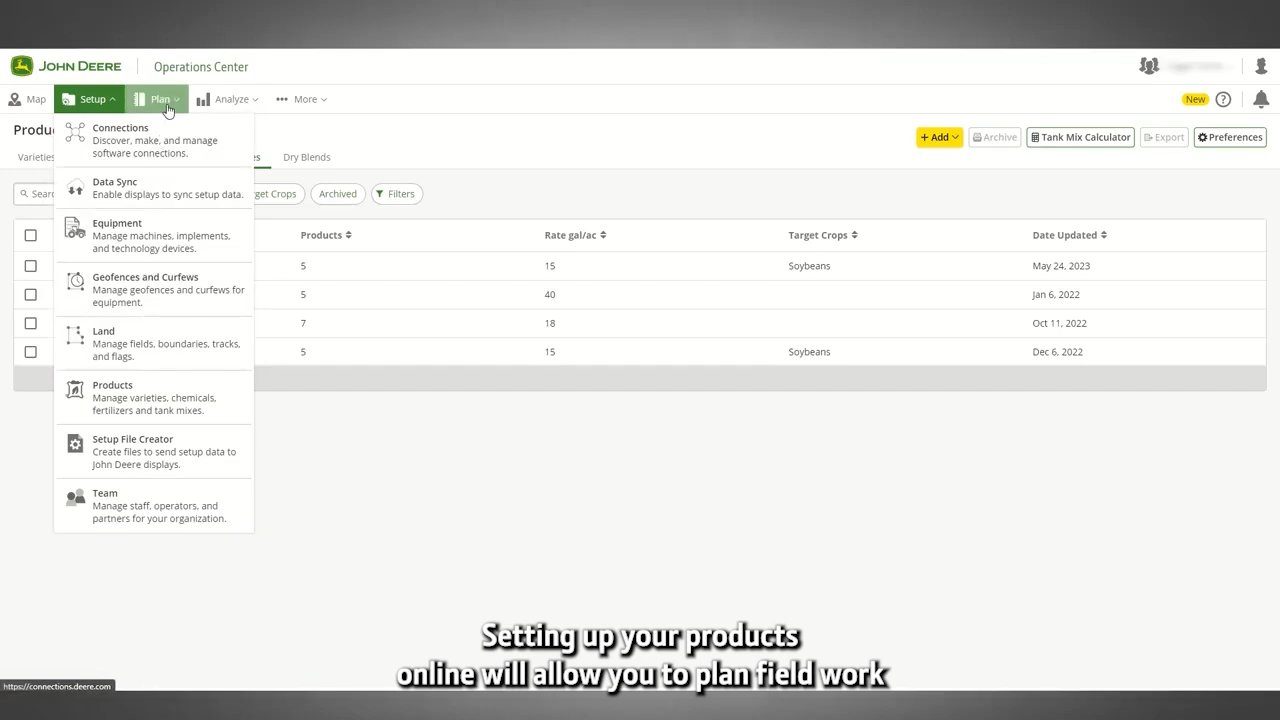 JOHN DEERE
Operations Center
Map
Setup
Plan
Analyze
More
New
Produ
+ Add
Archive
Tank Mix Calculator
Export
Preferences
Varieties
es
Dry Blends
Sear
get Crops
Archived
Filters
Connections
Discover, make, and manage
software connections.
Data Sync
Enable displays to sync setup data.
Equipment
Manage machines, implements,
and technology devices.
Geofences and Curfews
Manage geofences and curfews for
equipment.
Land
Manage fields, boundaries, tracks,
and flags.
Products
Manage varieties, chemicals,
fertilizers and tank mixes.
Setup File Creator
Create files to send setup data to
John Deere displays.
Team
Manage staff, operators, and
partners for your organization.
Products Rate gal/ac Target Crops Date Updated
5 15 Soybeans May 24, 2023
5 40 Jan 6, 2022
7 18 Oct 11, 2022
5 15 Soybeans Dec 6, 2022
Setting up your products
online will allow you to plan field work
https://connections.deere.com